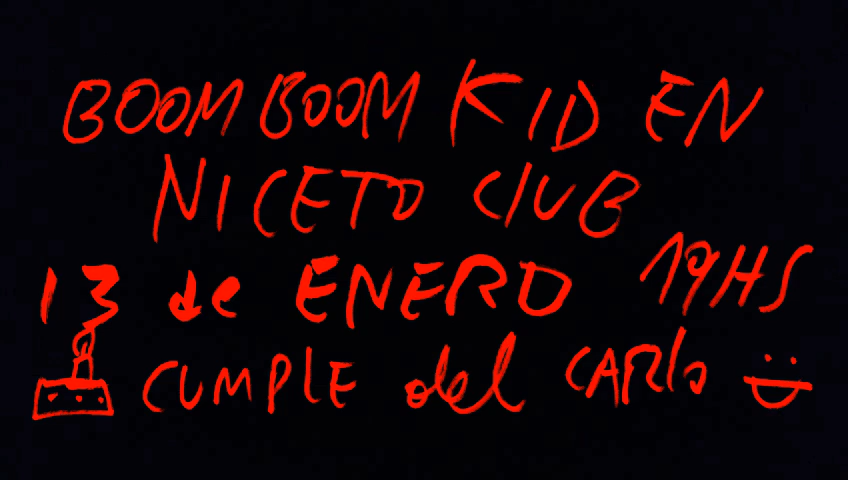 BOOM BOOM KID EN
NICETO CLUB
13 de ENERO 19HS
CUMPLE del CARLO